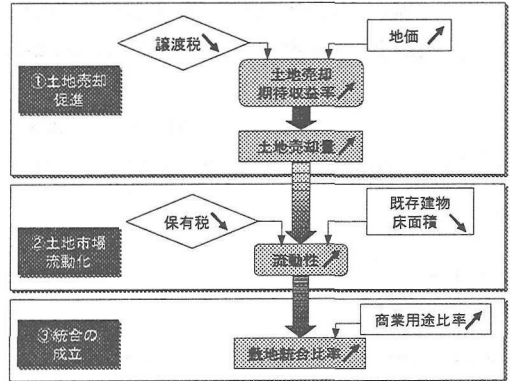 譲渡税
地価
①土地売却
促進
土地売却
期待収益率
土地売却量
保有税
既存建物
床面積
②土地市場
流動化
流動性
③統合の
成立
商業用途比率
敷地統合比率